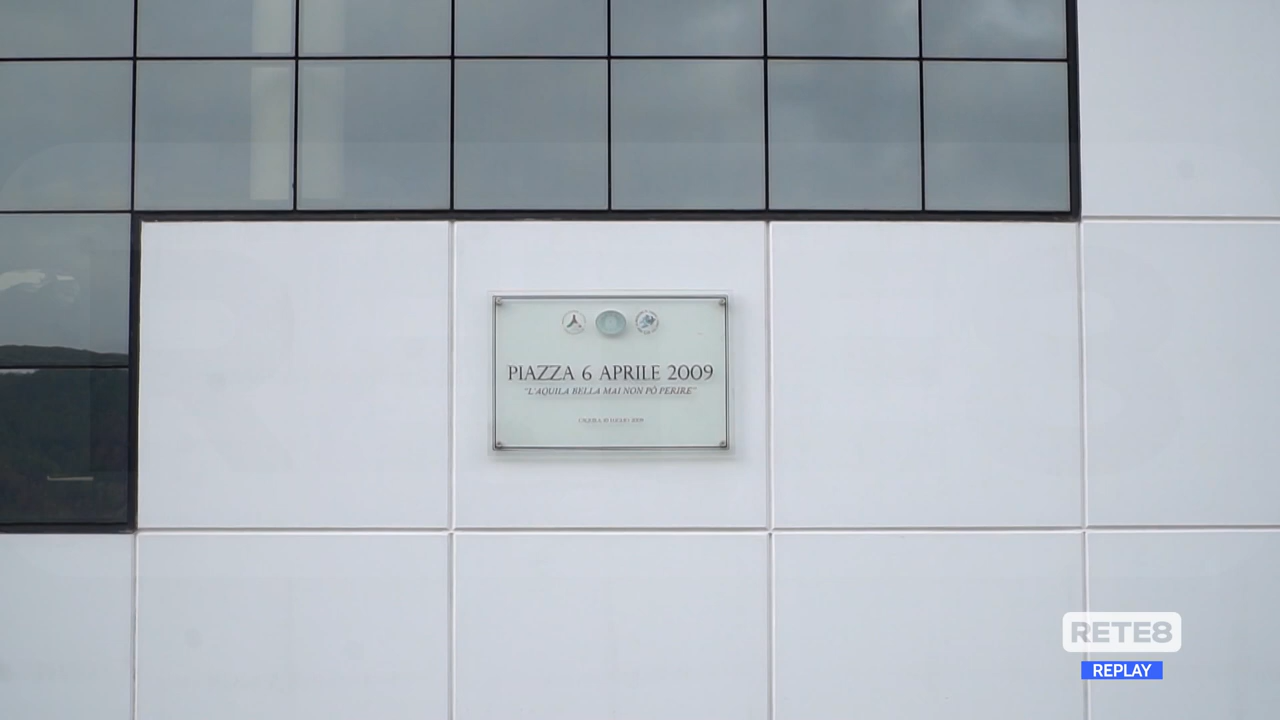 PIAZZA 6 APRILE 2009
"L'AQUILA BELLA MAI NON PÒ PERIRE"
RETE8
REPLAY